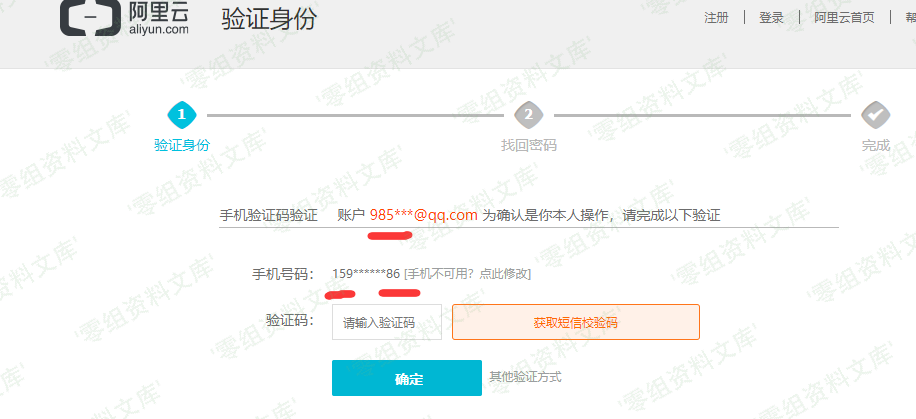 阿里云
aliyun.com
验证身份
注册 | 登录 | 阿里云首页 | 帮
1
2
验证身份
找回密码
完成
手机验证码验证 账户 985***@qq.com 为确认是你本人操作，请完成以下验证
手机号码： 159******86 [手机不可用？点此修改]
验证码： 请输入验证码 获取短信校验码
确定 其他验证方式
'零组资料文库'